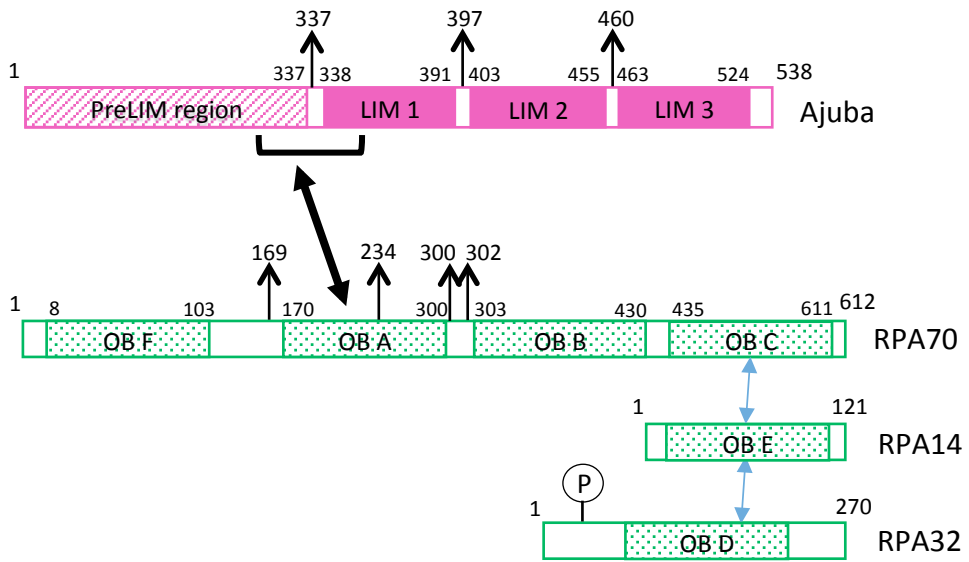 337 397 460
1 337 338 391 403 455 463 524 538
PreLIM region LIM 1 LIM 2 LIM 3 Ajuba
169 234 300 302
1 8 103 170 300 303 430 435 611 612
OB F OB A OB B OB C RPA70
1 121
OB E RPA14
P
1 270
OB D RPA32